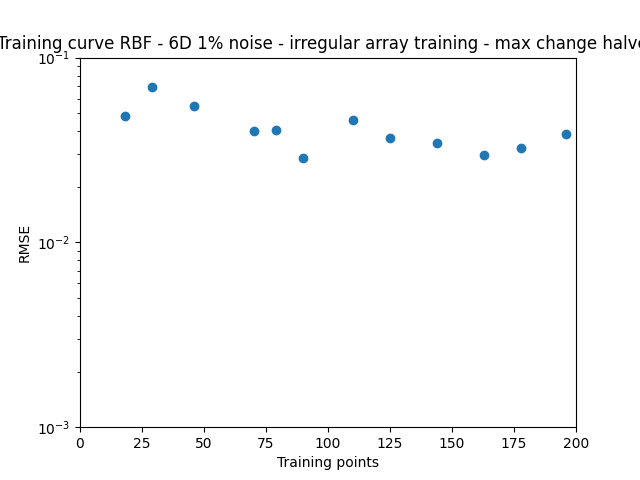 Training curve RBF - 6D 1% noise - irregular array training - max change halve
10⁻¹
10⁻²
10⁻³
RMSE
0 25 50 75 100 125 150 175 200
Training points